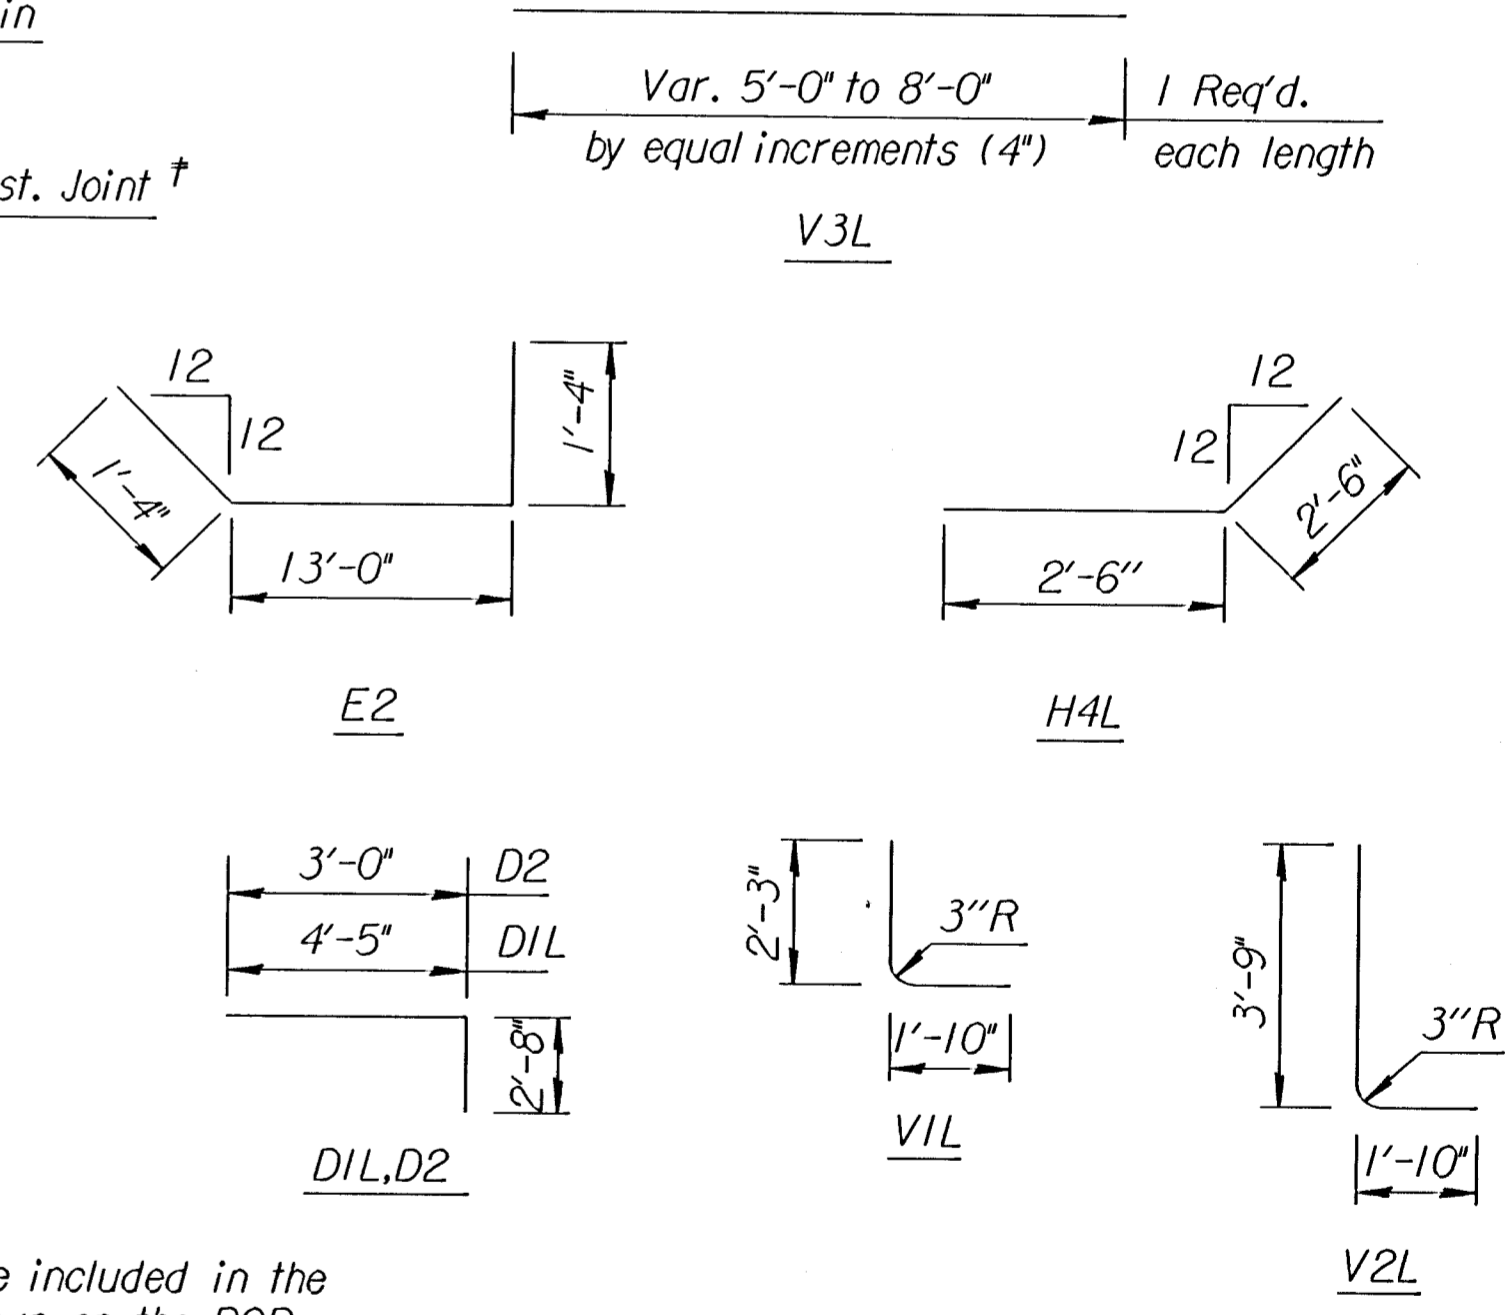 in
Var. 5'-0" to 8'-0"
1 Req'd.
by equal increments (4")
each length
st. Joint ‡
V3L
12
12
1'-4"
1'-4"
13'-0"
E2
12
12
2'-6"
2'-6"
H4L
3'-0"
D2
4'-5"
D1L
2'-8"
D1L,D2
2'-3"
3"R
1'-10"
V1L
3'-9"
3"R
1'-10"
V2L
e included in the